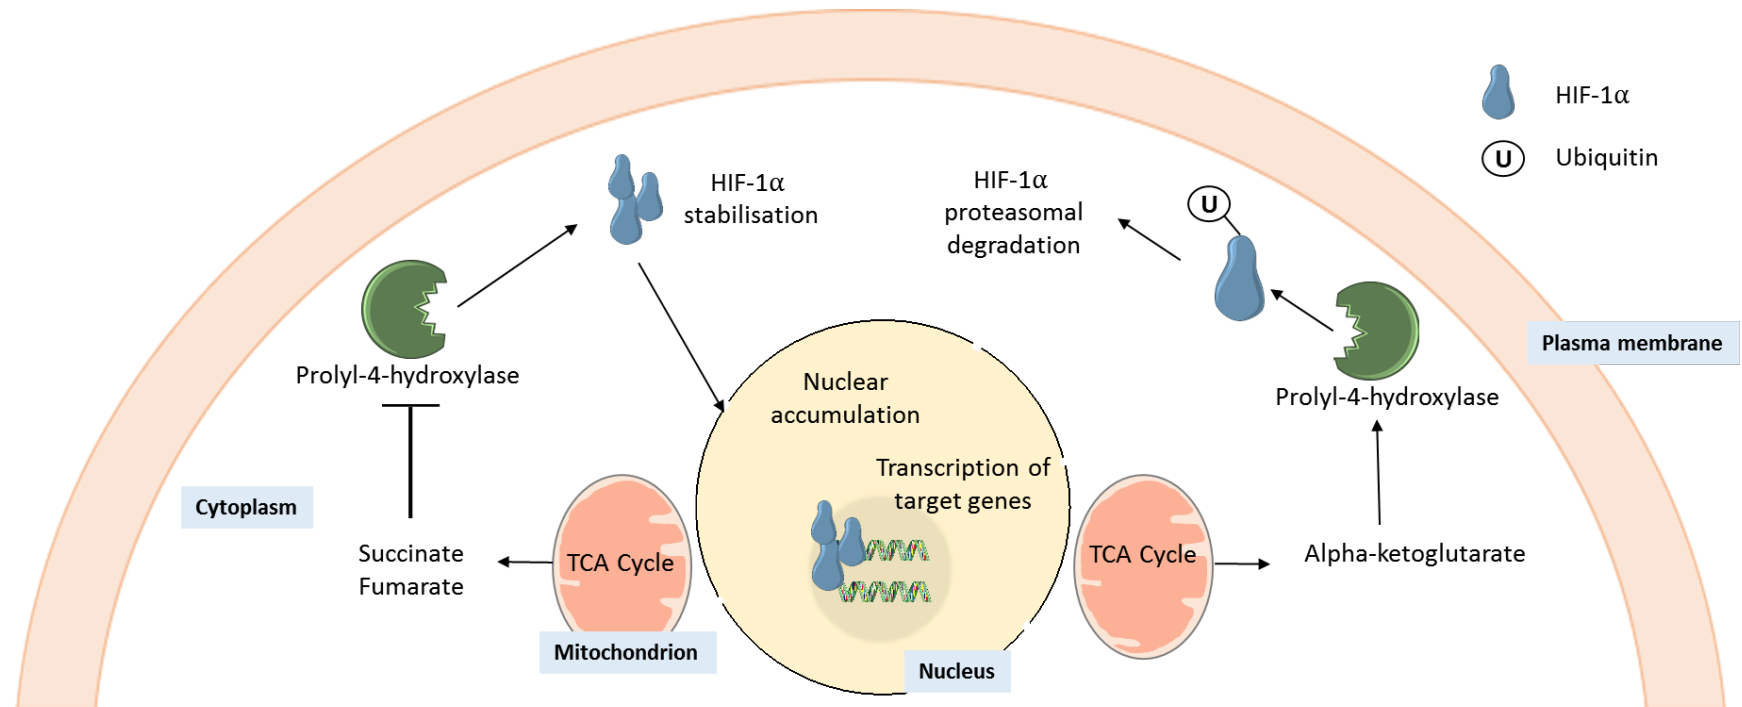 HIF-1α
U
Ubiquitin
HIF-1α
stabilisation
HIF-1α
proteasomal
degradation
U
Prolyl-4-hydroxylase
Prolyl-4-hydroxylase
Plasma membrane
Nuclear
accumulation
Transcription of
target genes
Cytoplasm
Succinate
Fumarate
TCA Cycle
TCA Cycle
Alpha-ketoglutarate
Mitochondrion
Nucleus